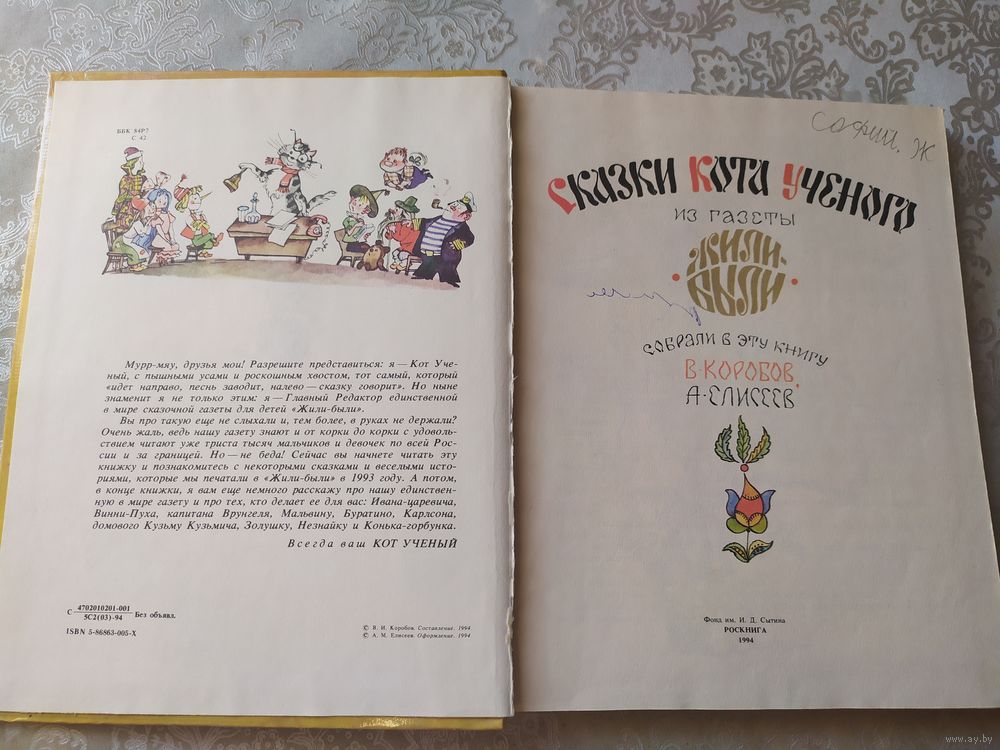 ББК 84Р7
С 42
Мурр-мяу, друзья мои! Разрешите представиться: я — Кот Уче-
ный, с пышными усами и роскошным хвостом, тот самый, который
«идет направо, песнь заводит, налево — сказку говорит». Но ныне
знаменит я не только этим: я — Главный Редактор единственной
в мире сказочной газеты для детей «Жили-были».
Вы про такую еще не слыхали и, тем более, в руках не держали?
Очень жаль, ведь нашу газету знают и от корки до корки с удоволь-
ствием читают уже триста тысяч мальчиков и девочек по всей Рос-
сии и за границей. Но — не беда! Сейчас вы начнете читать эту
книжку и познакомитесь с некоторыми сказками и веселыми исто-
риями, которые мы печатали в «Жили-были» в 1993 году. А потом,
в конце книжки, я вам еще немного расскажу про нашу единствен-
ную в мире газету и про тех, кто делает ее для вас: Ивана-царевича,
Винни-Пуха, капитана Врунгеля, Мальвину, Буратино, Карлсона,
домового Кузьму Кузьмича, Золушку, Незнайку и Конька-горбунка.
Всегда ваш КОТ УЧЕНЫЙ
С 4702010201-001
5С2(03)-94 Без объявл.
ISBN 5-86863-005-X
© В. И. Коробов. Составление. 1994
© А. М. Елисеев. Оформление. 1994
СКАЗКИ КОТА УЧЕНОГО
ИЗ ГАЗЕТЫ
ЖИЛИ-
БЫЛИ
СОБРАЛИ В ЭТУ КНИГУ
В·КОРОБОВ,
А·ЕЛИСЕЕВ
Фонд им. И. Д. Сытина
РОСКНИГА
1994
www.ay.by